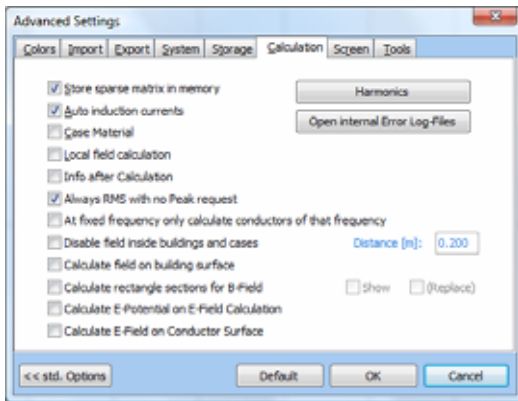 Advanced Settings
Colors Import Export System Storage Calculation Screen Tools
Store sparse matrix in memory
Harmonics
Auto induction currents
Open internal Error Log-Files
Case Material
Local field calculation
Info after Calculation
Always RMS with no Peak request
At fixed frequency only calculate conductors of that frequency
Disable field inside buildings and cases Distance [m]: 0.200
Calculate field on building surface
Calculate rectangle sections for B-Field Show (Replace)
Calculate E-Potential on E-Field Calculation
Calculate E-Field on Conductor Surface
<< std. Options Default OK Cancel